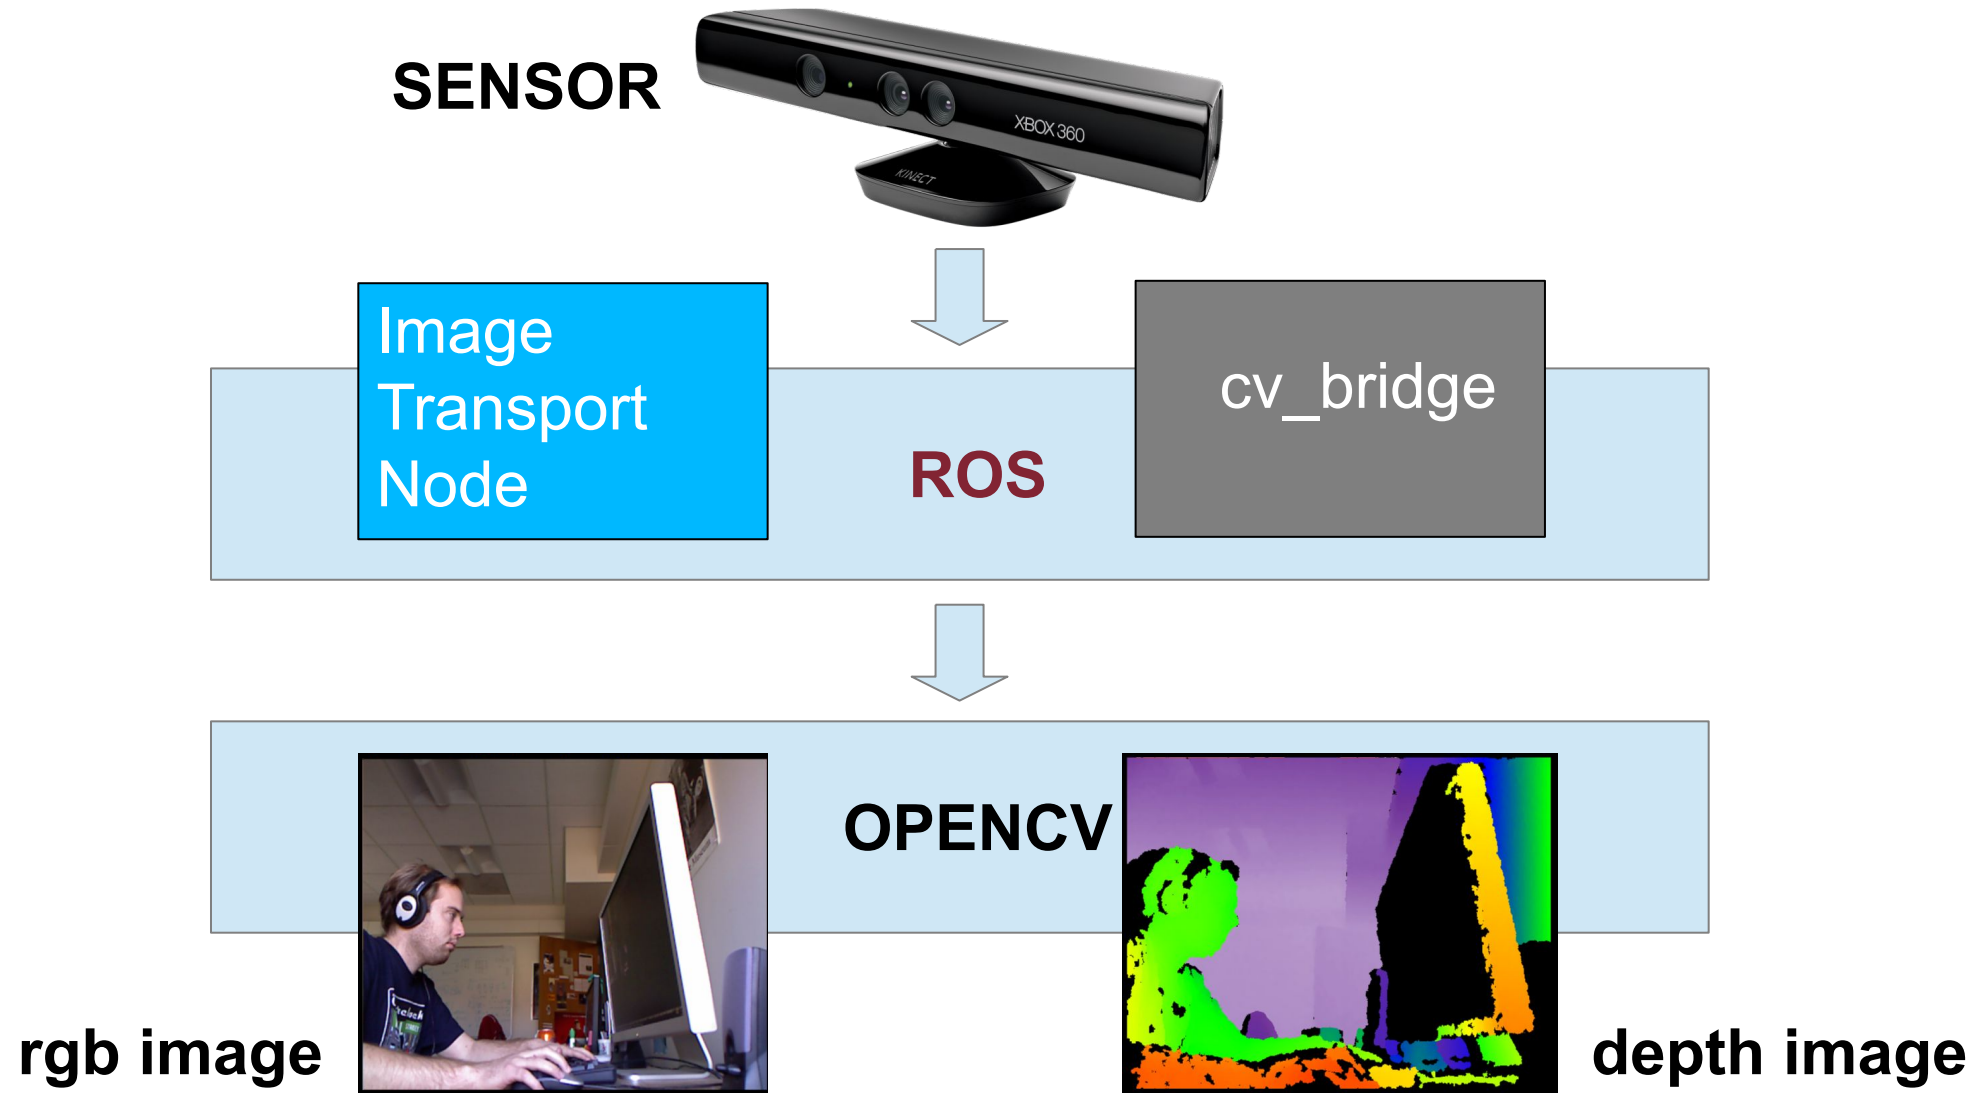 SENSOR
XBOX 360
KINECT
Image
Transport
Node
cv_bridge
ROS
OPENCV
rgb image
depth image